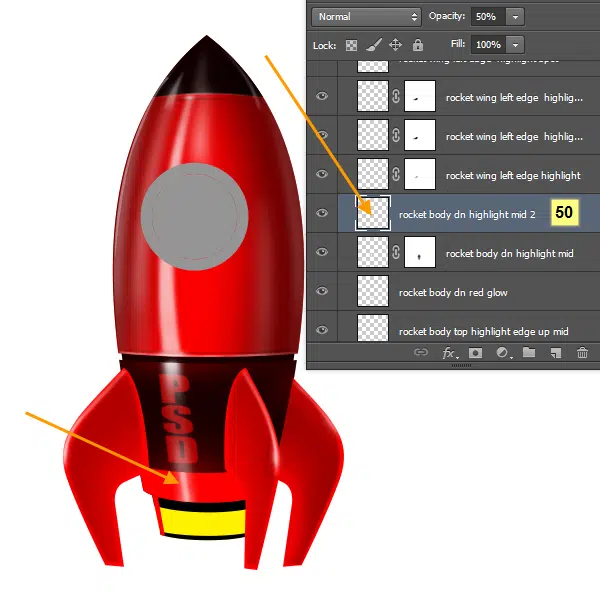 Normal
Opacity: 50%
Lock:
Fill: 100%
rocket wing left edge highlig...
rocket wing left edge highlig...
rocket wing left edge highlight
rocket body dn highlight mid 2
50
rocket body dn highlight mid
rocket body dn red glow
rocket body top highlight edge up mid
fx
PSD